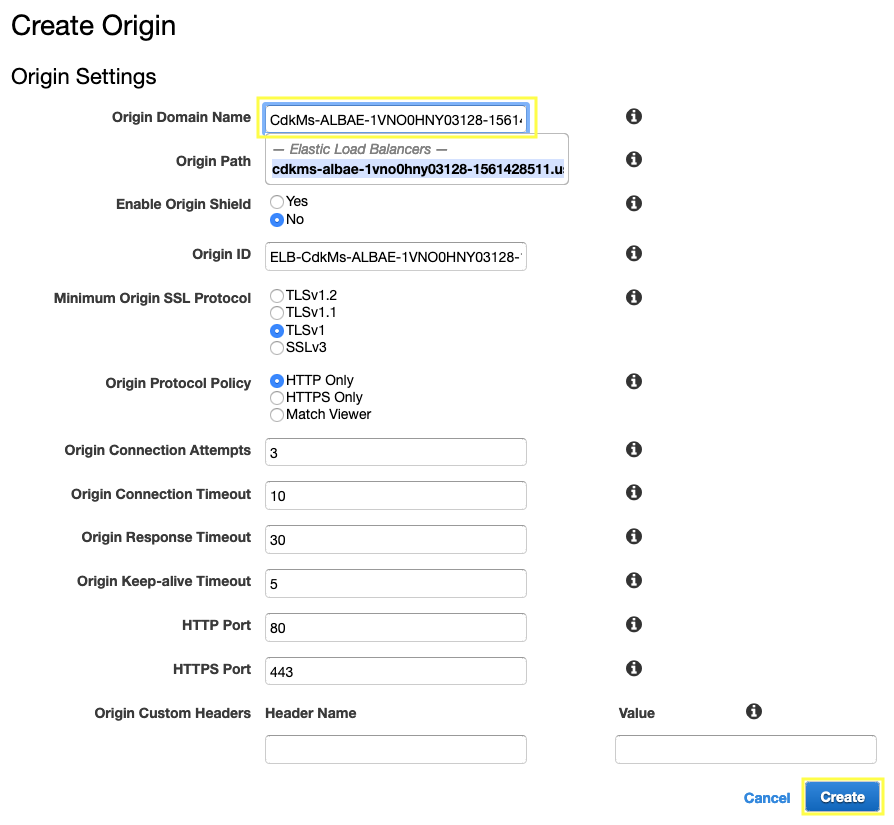 Create Origin
Origin Settings
Origin Domain Name CdkMs-ALBAE-1VNO0HNY03128-1561
— Elastic Load Balancers —
Origin Path cdkms-albae-1vno0hny03128-1561428511.us
Enable Origin Shield Yes
No
Origin ID ELB-CdkMs-ALBAE-1VNO0HNY03128-
Minimum Origin SSL Protocol TLSv1.2
TLSv1.1
TLSv1
SSLv3
Origin Protocol Policy HTTP Only
HTTPS Only
Match Viewer
Origin Connection Attempts 3
Origin Connection Timeout 10
Origin Response Timeout 30
Origin Keep-alive Timeout 5
HTTP Port 80
HTTPS Port 443
Origin Custom Headers Header Name Value
Cancel Create